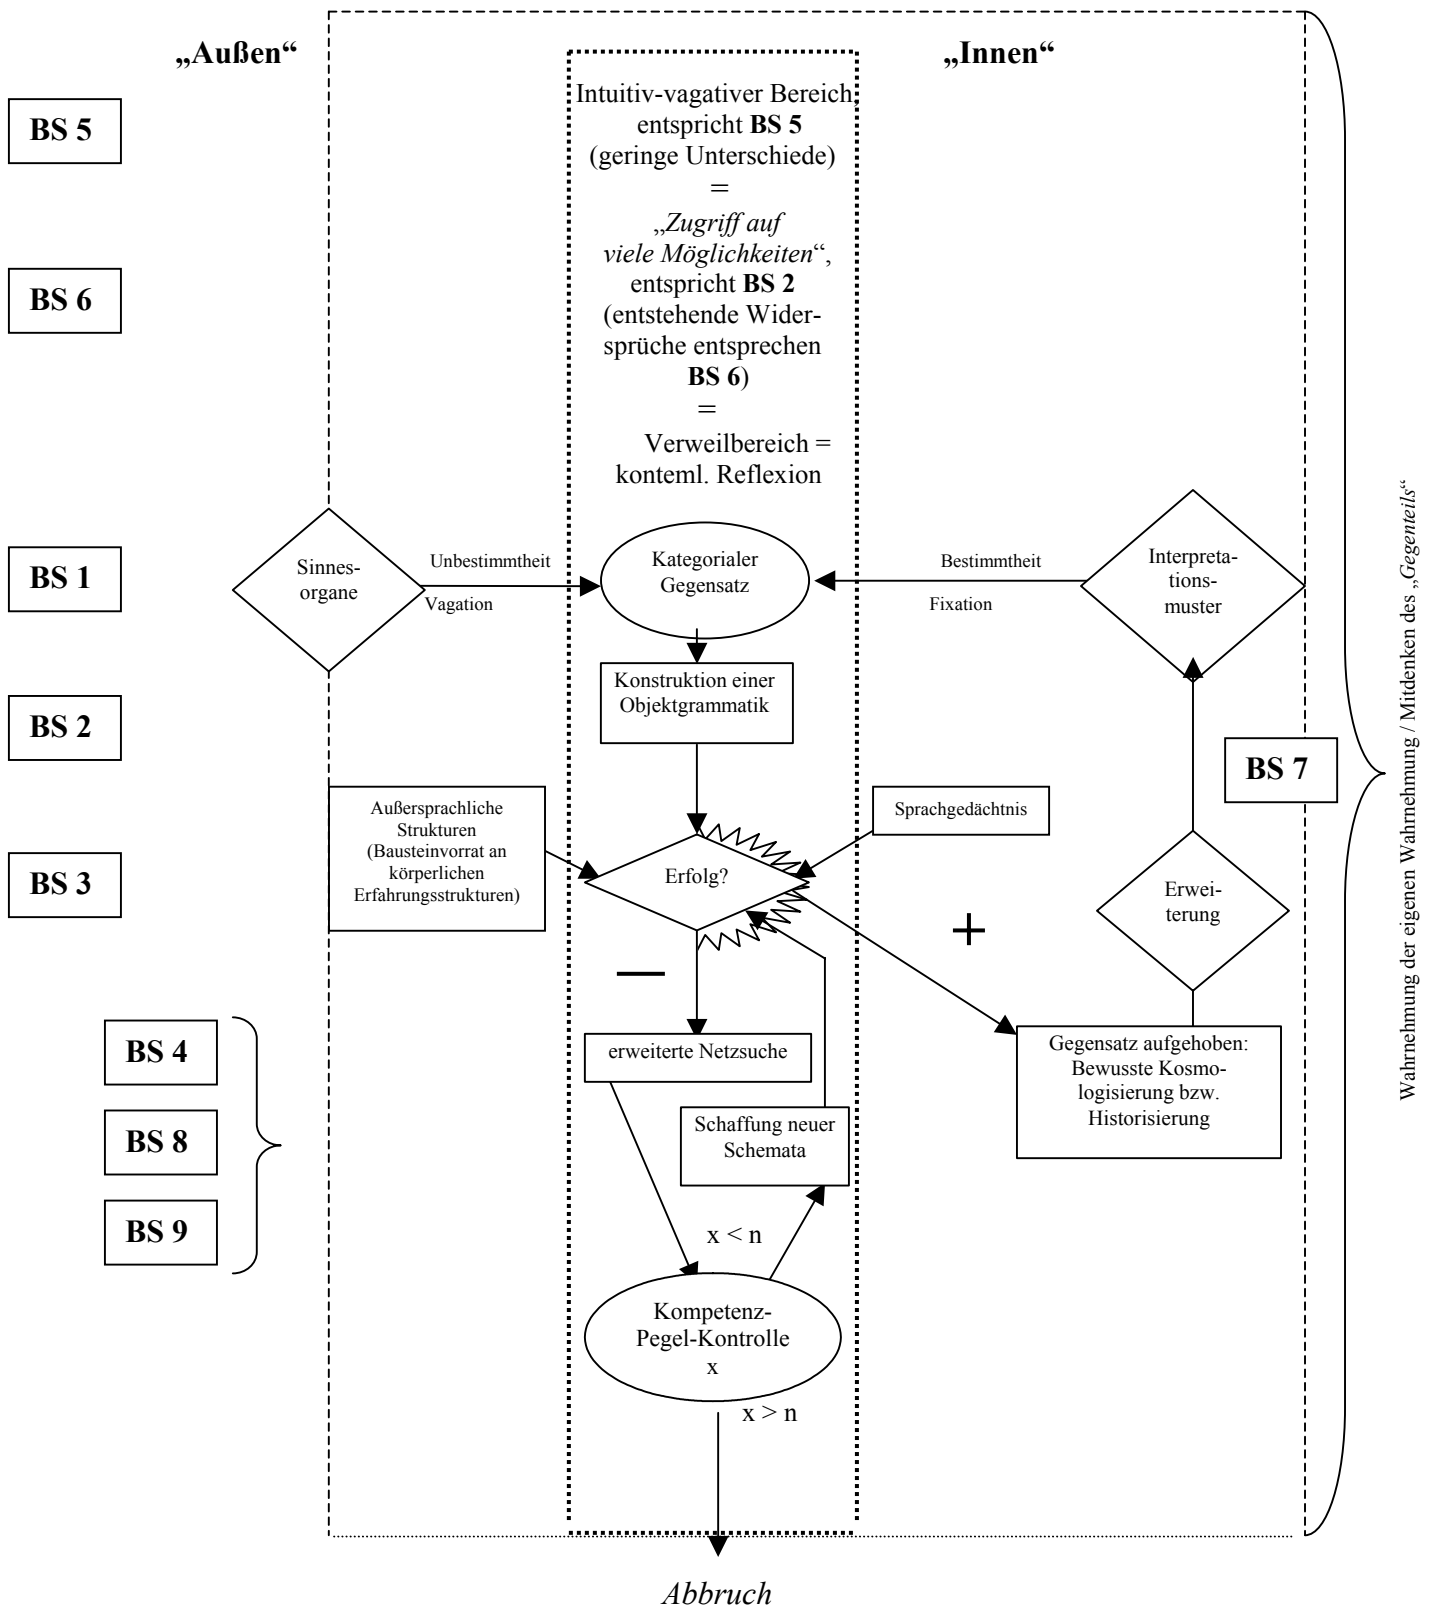 „Außen“
„Innen“
BS 5
Intuitiv-vagativer Bereich,
entspricht BS 5
(geringe Unterschiede)
=
„Zugriff auf
viele Möglichkeiten“,
entspricht BS 2
(entstehende Wider-
sprüche entsprechen
BS 6)
=
Verweilbereich =
konteml. Reflexion
BS 6
BS 1
Sinnes-
organe
Unbestimmtheit
Vagation
Kategorialer
Gegensatz
Bestimmtheit
Fixation
Interpreta-
tions-
muster
BS 2
Konstruktion einer
Objektgrammatik
BS 7
BS 3
Außersprachliche
Strukturen
(Bausteinvorrat an
körperlichen
Erfahrungsstrukturen)
Erfolg?
Sprachgedächtnis
Erwei-
terung
+
—
BS 4
BS 8
BS 9
erweiterte Netzsuche
Schaffung neuer
Schemata
Gegensatz aufgehoben:
Bewusste Kosmo-
logisierung bzw.
Historisierung
x < n
Kompetenz-
Pegel-Kontrolle
x
x > n
Abbruch
Wahrnehmung der eigenen Wahrnehmung / Mitdenken des „Gegenteils“